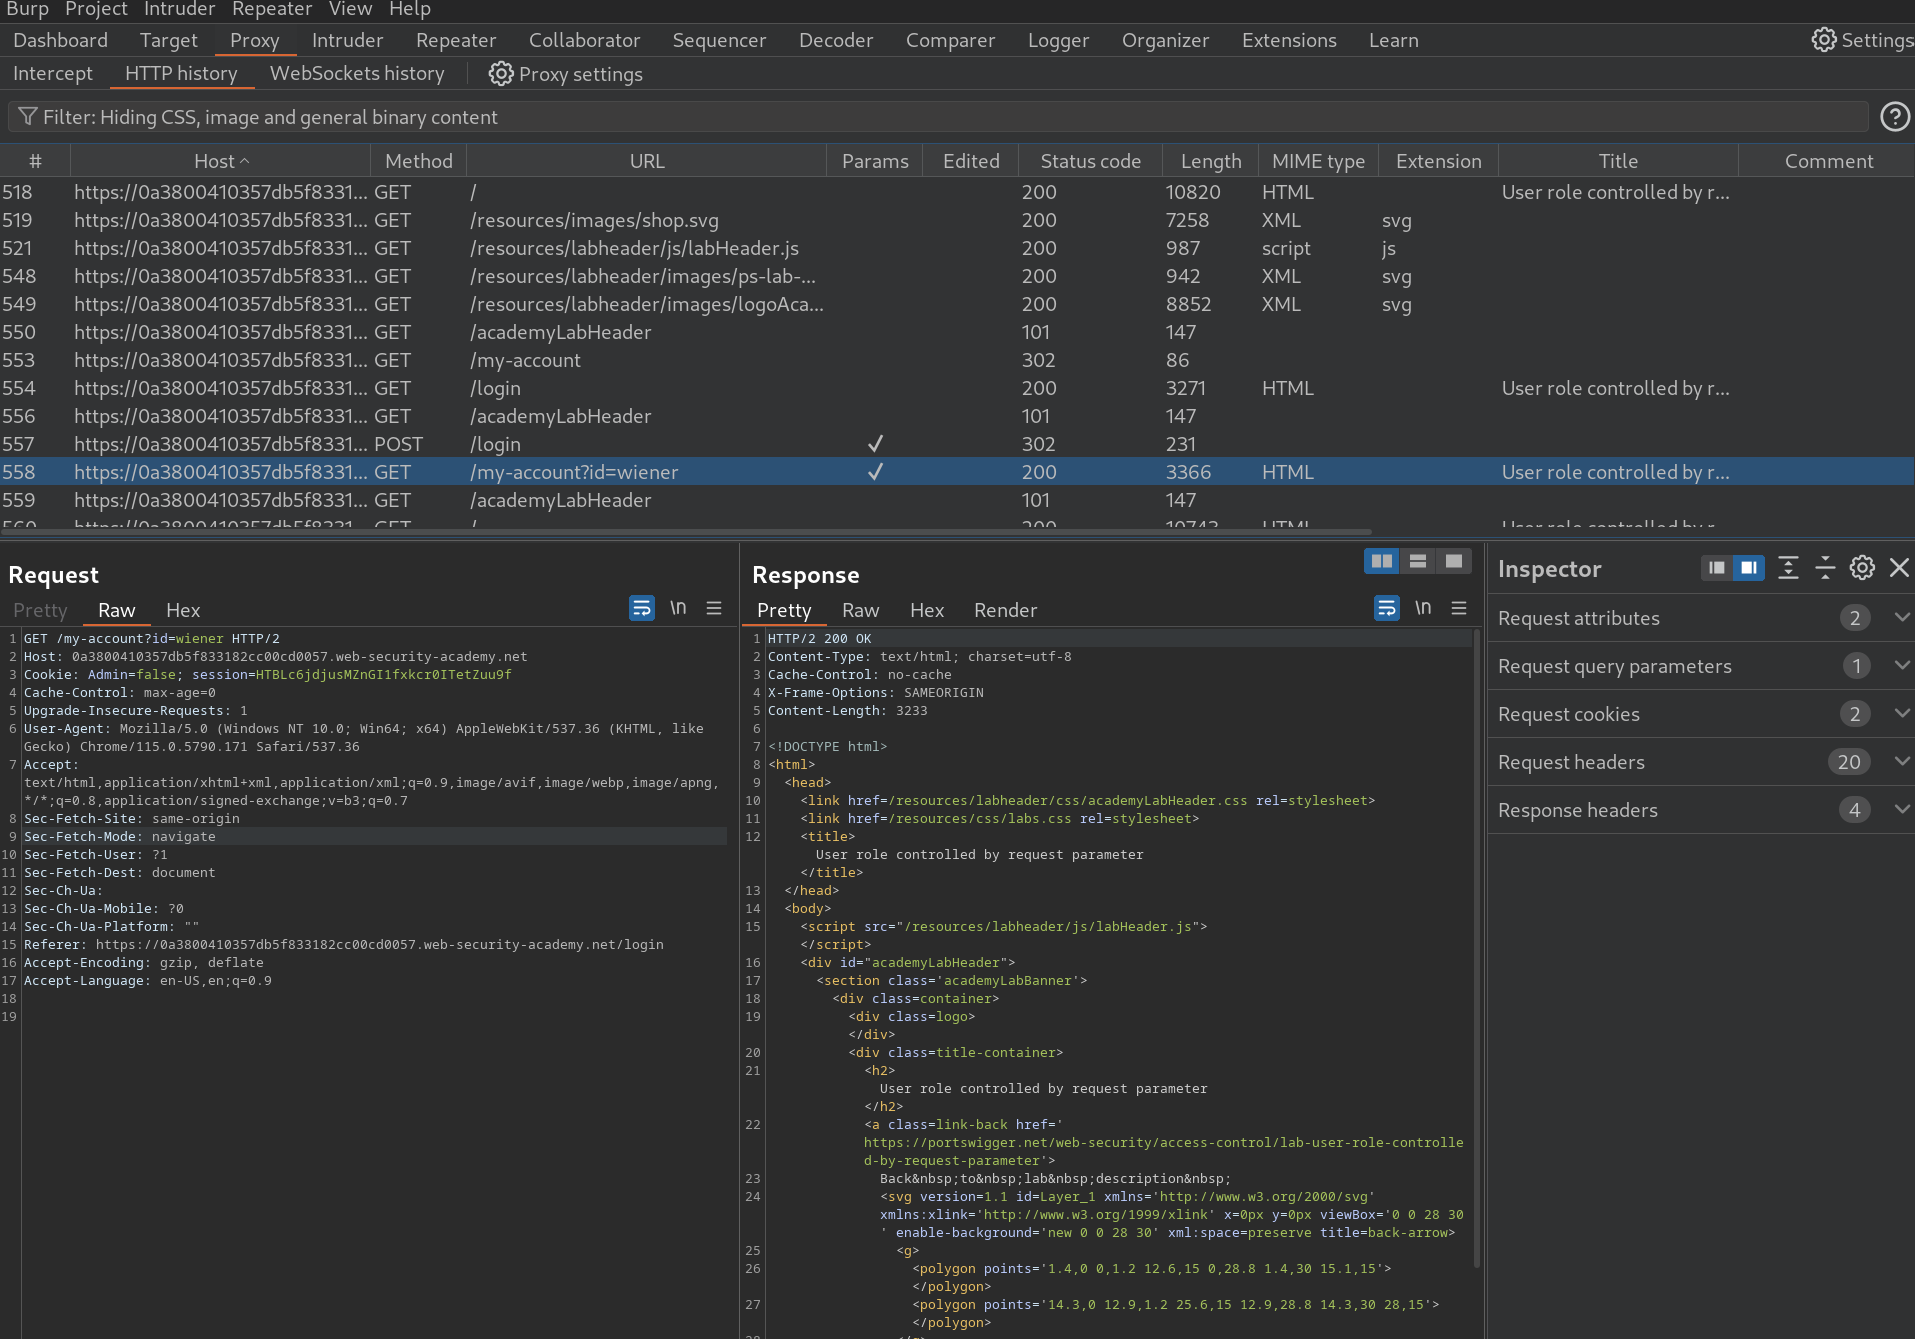 Burp Project Intruder Repeater View Help
Dashboard Target Proxy Intruder Repeater Collaborator Sequencer Decoder Comparer Logger Organizer Extensions Learn Settings
Intercept HTTP history WebSockets history Proxy settings
Filter: Hiding CSS, image and general binary content
# Host Method URL Params Edited Status code Length MIME type Extension Title Comment
518 https://0a3800410357db5f8331... GET / 200 10820 HTML User role controlled by r...
519 https://0a3800410357db5f8331... GET /resources/images/shop.svg 200 7258 XML svg
521 https://0a3800410357db5f8331... GET /resources/labheader/js/labHeader.js 200 987 script js
548 https://0a3800410357db5f8331... GET /resources/labheader/images/ps-lab-... 200 942 XML svg
549 https://0a3800410357db5f8331... GET /resources/labheader/images/logoAca... 200 8852 XML svg
550 https://0a3800410357db5f8331... GET /academyLabHeader 101 147
553 https://0a3800410357db5f8331... GET /my-account 302 86
554 https://0a3800410357db5f8331... GET /login 200 3271 HTML User role controlled by r...
556 https://0a3800410357db5f8331... GET /academyLabHeader 101 147
557 https://0a3800410357db5f8331... POST /login ✓ 302 231
558 https://0a3800410357db5f8331... GET /my-account?id=wiener ✓ 200 3366 HTML User role controlled by r...
559 https://0a3800410357db5f8331... GET /academyLabHeader 101 147
560 https://0a3800410357db5f8331... GET / 200 10743 HTML User role controlled by r...
Request
Pretty Raw Hex \n
1 GET /my-account?id=wiener HTTP/2
2 Host: 0a3800410357db5f833182cc00cd0057.web-security-academy.net
3 Cookie: Admin=false; session=HTBLc6jdjusMZnGI1fxkcr0ITetZuu9f
4 Cache-Control: max-age=0
5 Upgrade-Insecure-Requests: 1
6 User-Agent: Mozilla/5.0 (Windows NT 10.0; Win64; x64) AppleWebKit/537.36 (KHTML, like
Gecko) Chrome/115.0.5790.171 Safari/537.36
7 Accept:
text/html,application/xhtml+xml,application/xml;q=0.9,image/avif,image/webp,image/apng,
*/*;q=0.8,application/signed-exchange;v=b3;q=0.7
8 Sec-Fetch-Site: same-origin
9 Sec-Fetch-Mode: navigate
10 Sec-Fetch-User: ?1
11 Sec-Fetch-Dest: document
12 Sec-Ch-Ua:
13 Sec-Ch-Ua-Mobile: ?0
14 Sec-Ch-Ua-Platform: ""
15 Referer: https://0a3800410357db5f833182cc00cd0057.web-security-academy.net/login
16 Accept-Encoding: gzip, deflate
17 Accept-Language: en-US,en;q=0.9
18
19
Response
Pretty Raw Hex Render \n
1 HTTP/2 200 OK
2 Content-Type: text/html; charset=utf-8
3 Cache-Control: no-cache
4 X-Frame-Options: SAMEORIGIN
5 Content-Length: 3233
6
7 <!DOCTYPE html>
8 <html>
9 <head>
10 <link href=/resources/labheader/css/academyLabHeader.css rel=stylesheet>
11 <link href=/resources/css/labs.css rel=stylesheet>
12 <title>
User role controlled by request parameter
</title>
13 </head>
14 <body>
15 <script src="/resources/labheader/js/labHeader.js">
</script>
16 <div id="academyLabHeader">
17 <section class='academyLabBanner'>
18 <div class=container>
19 <div class=logo>
</div>
20 <div class=title-container>
21 <h2>
User role controlled by request parameter
</h2>
22 <a class=link-back href='
https://portswigger.net/web-security/access-control/lab-user-role-controlle
d-by-request-parameter'>
23 Back&nbsp;to&nbsp;lab&nbsp;description&nbsp;
24 <svg version=1.1 id=Layer_1 xmlns='http://www.w3.org/2000/svg'
xmlns:xlink='http://www.w3.org/1999/xlink' x=0px y=0px viewBox='0 0 28 30
' enable-background='new 0 0 28 30' xml:space=preserve title=back-arrow>
25 <g>
26 <polygon points='1.4,0 0,1.2 12.6,15 0,28.8 1.4,30 15.1,15'>
</polygon>
27 <polygon points='14.3,0 12.9,1.2 25.6,15 12.9,28.8 14.3,30 28,15'>
</polygon>
28 </g>
Inspector
Request attributes 2
Request query parameters 1
Request cookies 2
Request headers 20
Response headers 4